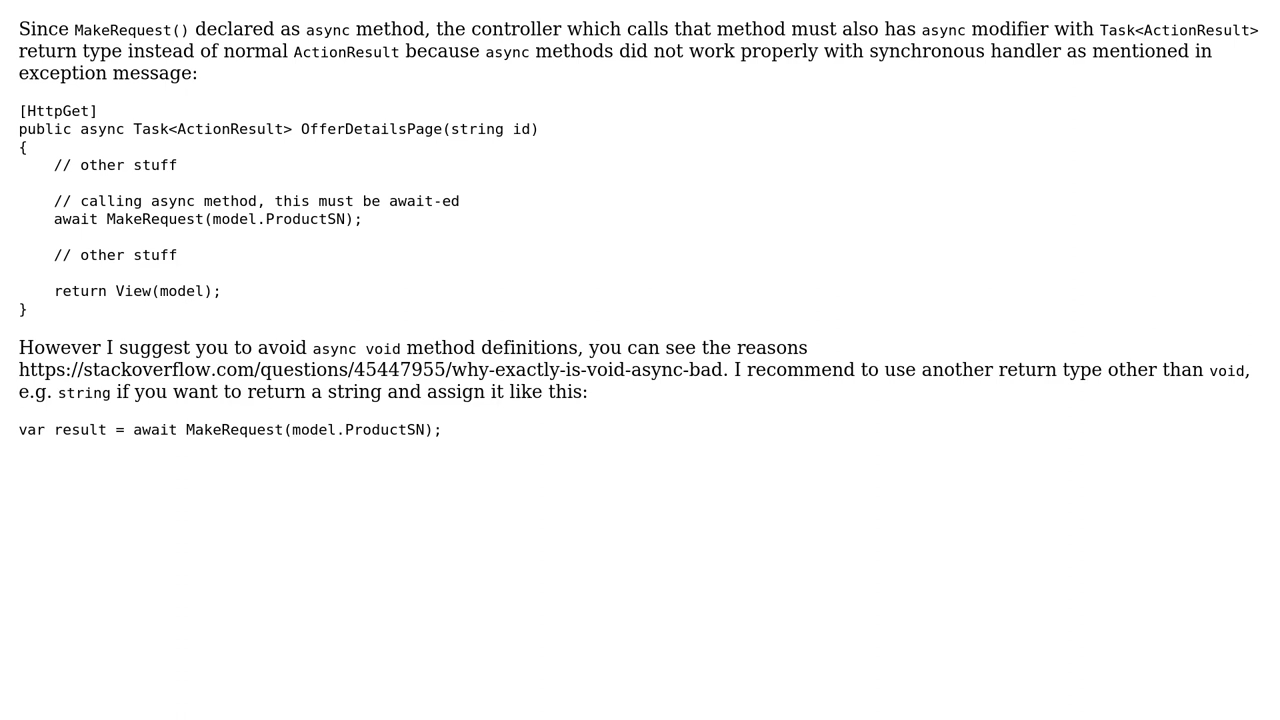 Since MakeRequest() declared as async method, the controller which calls that method must also has async modifier with Task<ActionResult>
return type instead of normal ActionResult because async methods did not work properly with synchronous handler as mentioned in
exception message:
[HttpGet]
public async Task<ActionResult> OfferDetailsPage(string id)
{
    // other stuff
    // calling async method, this must be await-ed
    await MakeRequest(model.ProductSN);
    // other stuff
    return View(model);
}
However I suggest you to avoid async void method definitions, you can see the reasons
https://stackoverflow.com/questions/45447955/why-exactly-is-void-async-bad. I recommend to use another return type other than void,
e.g. string if you want to return a string and assign it like this:
var result = await MakeRequest(model.ProductSN);